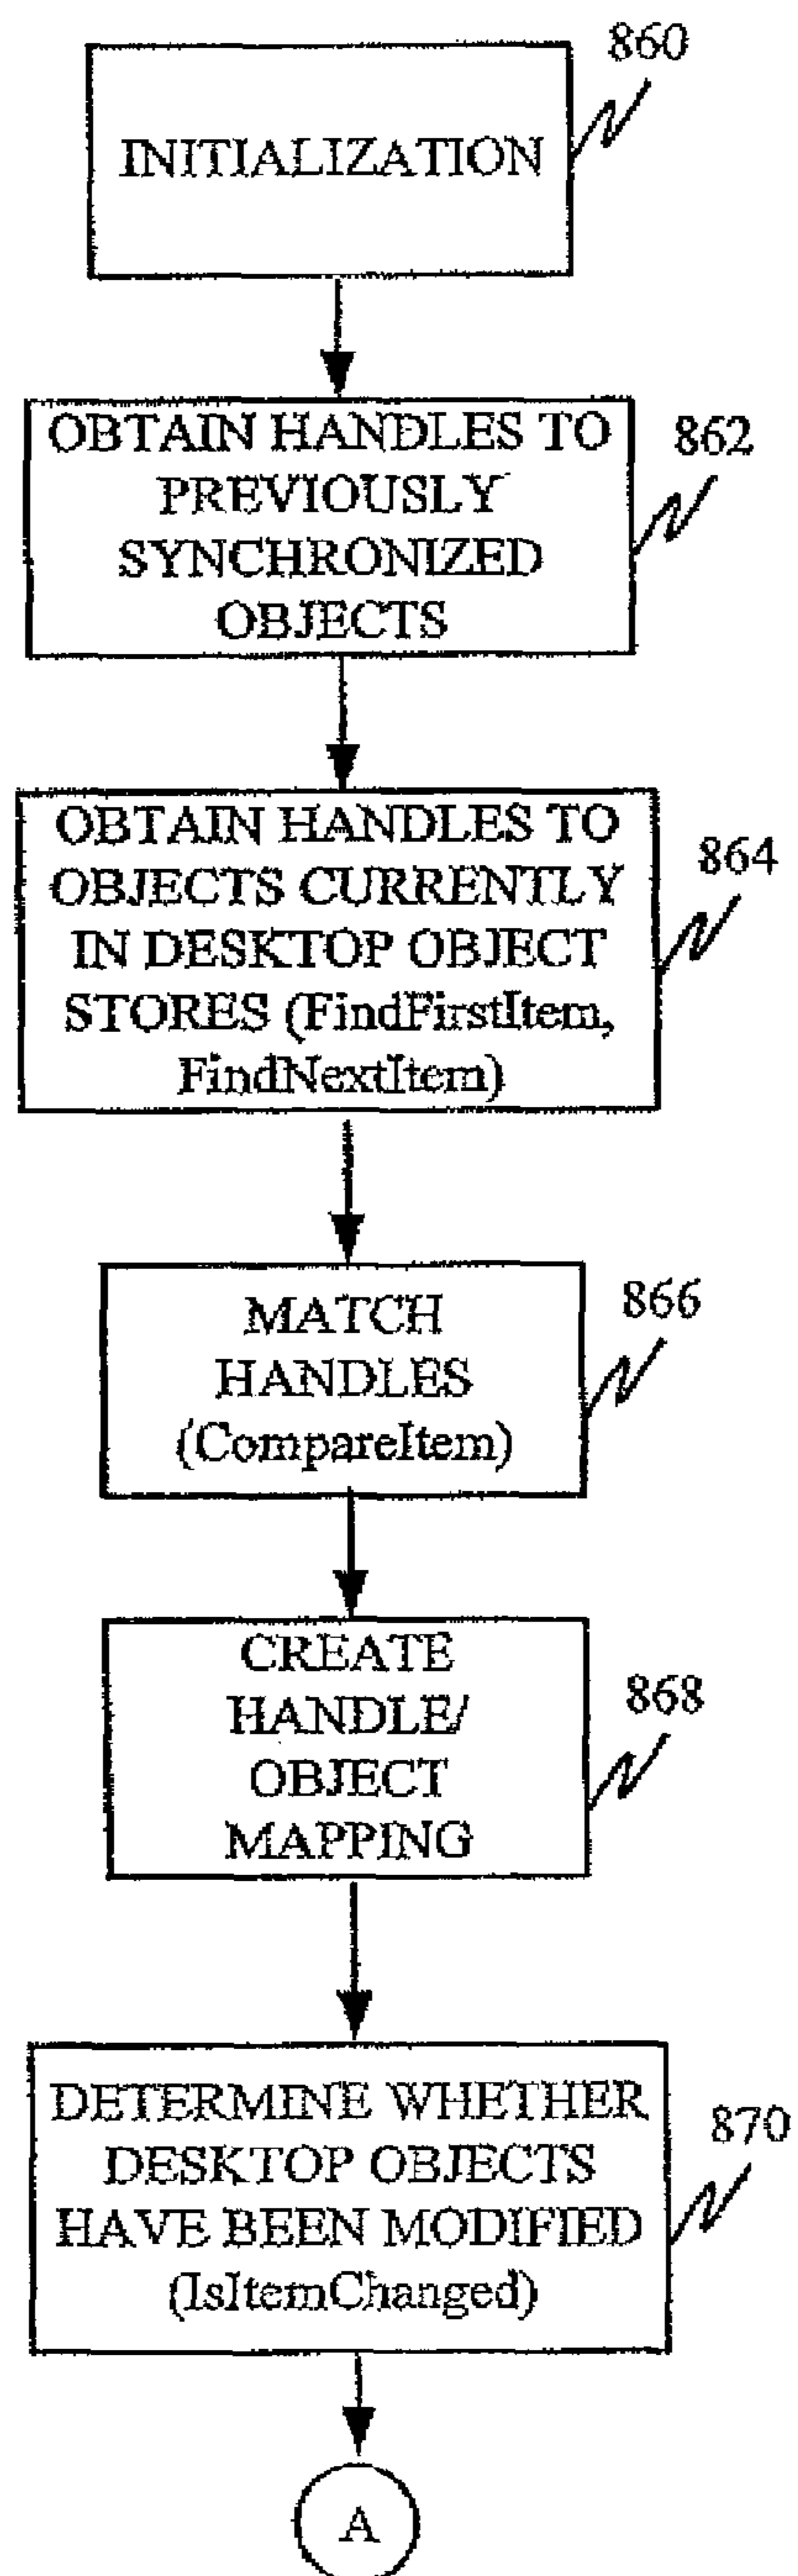 860
INITIALIZATION
OBTAIN HANDLES TO
PREVIOUSLY
SYNCHRONIZED
OBJECTS
862
OBTAIN HANDLES TO
OBJECTS CURRENTLY
IN DESKTOP OBJECT
STORES (FindFirstItem,
FindNextItem)
864
MATCH
HANDLES
(CompareItem)
866
CREATE
HANDLE/
OBJECT
MAPPING
868
DETERMINE WHETHER
DESKTOP OBJECTS
HAVE BEEN MODIFIED
(IsItemChanged)
870
A